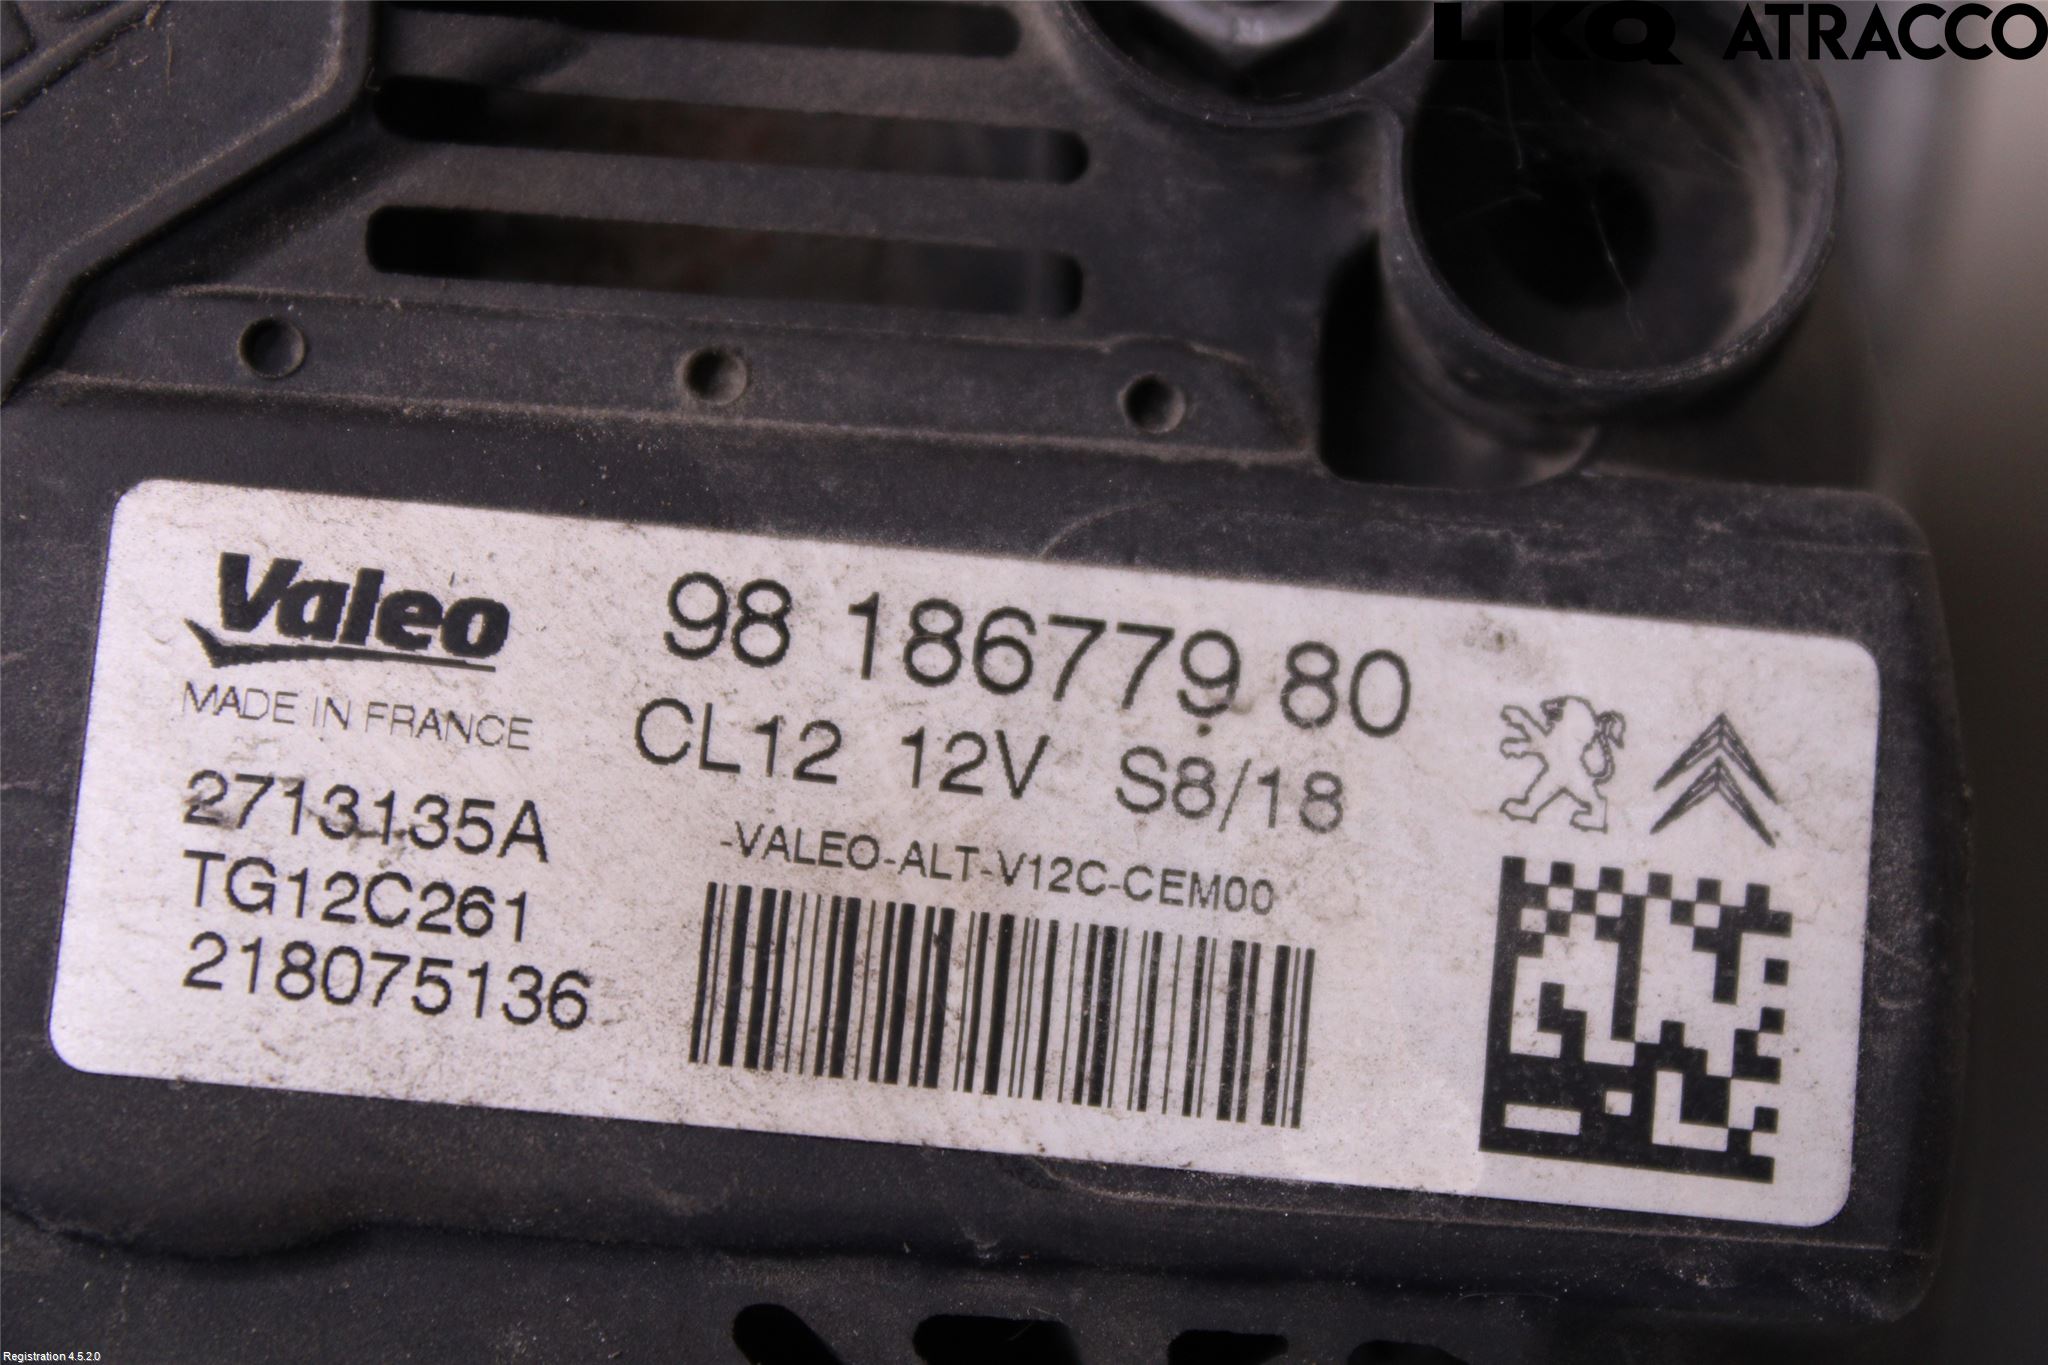 LKQ ATRACCO
Valeo
MADE IN FRANCE
2713135A
TG12C261
218075136
98 186779 80
CL12 12V S8/18
-VALEO-ALT-V12C-CEM00
Registration 4.5.2.0